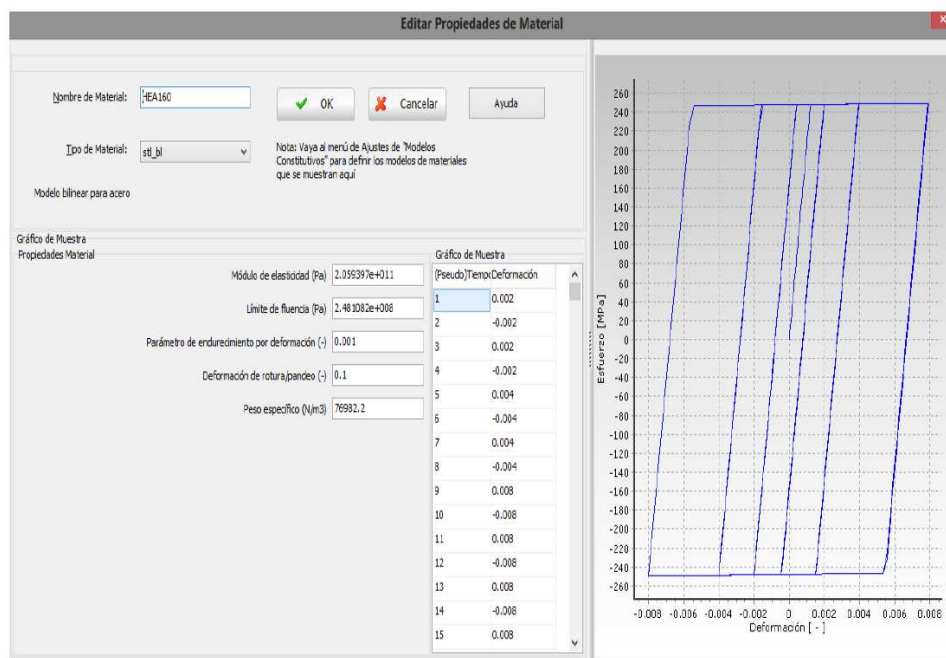 Editar Propiedades de Material
Nombre de Material: HEA160
OK
Cancelar
Ayuda
Tipo de Material: stl_bl
Nota: Vaya al menú de Ajustes de "Modelos
Constitutivos" para definir los modelos de materiales
que se muestran aquí
Modelo bilinear para acero
Gráfico de Muestra
Propiedades Material
Módulo de elasticidad (Pa) 2.059397e+011
Límite de fluencia (Pa) 2.481082e+008
Parámetro de endurecimiento por deformación (-) 0.001
Deformación de rotura/pandeo (-) 0.1
Peso específico (N/m3) 76982.2
Gráfico de Muestra
(Pseudo)Tiempo Deformación
1 0.002
2 -0.002
3 0.002
4 -0.002
5 0.004
6 -0.004
7 0.004
8 -0.004
9 0.008
10 -0.008
11 0.008
12 -0.008
13 0.008
14 -0.008
15 0.008
Esfuerzo [MPa]
260
240
220
200
180
160
140
120
100
80
60
40
20
0
-20
-40
-60
-80
-100
-120
-140
-160
-180
-200
-220
-240
-260
-0.008 -0.006 -0.004 -0.002 0 0.002 0.004 0.006 0.008
Deformación [ - ]